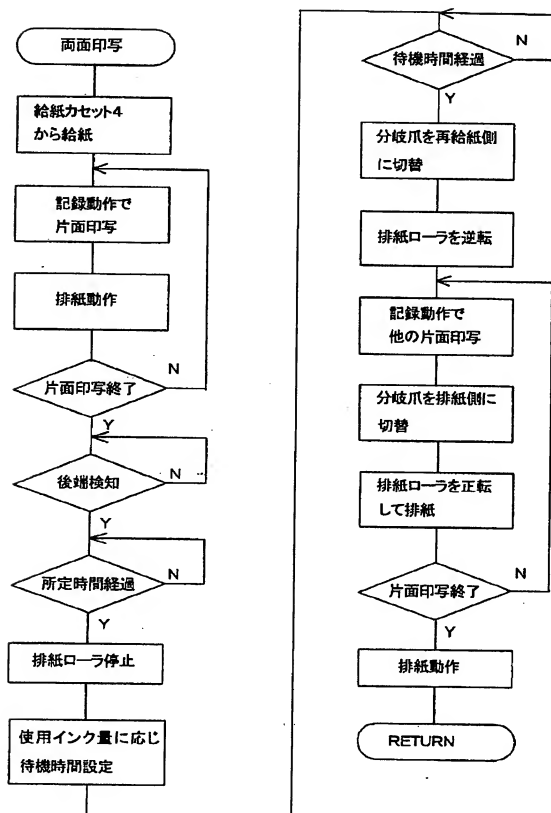 両面印写
給紙カセット4
から給紙
記録動作で
片面印写
排紙動作
片面印写終了
N
Y
後端検知
N
Y
所定時間経過
N
Y
排紙ローラ停止
使用インク量に応じ
待機時間設定
待機時間経過
N
Y
分岐爪を再給紙側
に切替
排紙ローラを逆転
記録動作で
他の片面印写
分岐爪を排紙側に
切替
排紙ローラを正転
して排紙
片面印写終了
N
Y
排紙動作
RETURN